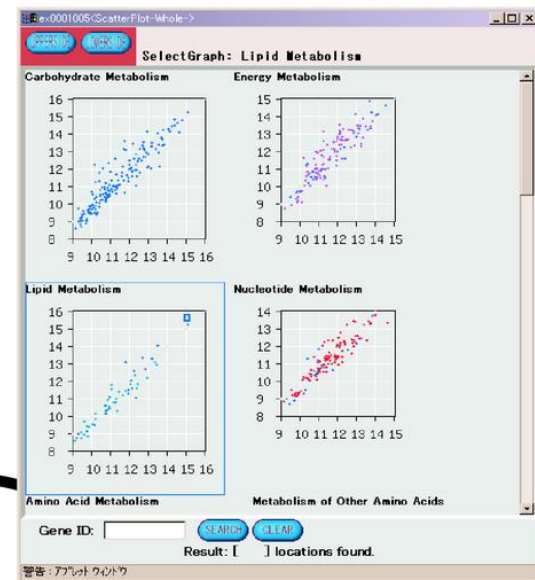 ex0001005<ScatterPlot-Whole->
UPPERSIDE LOWERSIDE
SelectGraph: Lipid Metabolism
Carbohydrate Metabolism Energy Metabolism
16
15
14
13
12
11
10
9
8
9 10 11 12 13 14 15 16
15
14
13
12
11
10
9
8
9 10 11 12 13 14 15
Lipid Metabolism Nucleotide Metabolism
16
15
14
13
12
11
10
9
8
9 10 11 12 13 14 15 16
14
13
12
11
10
9
8
9 10 11 12 13 14 15
Amino Acid Metabolism Metabolism of Other Amino Acids
Gene ID: SEARCH CLEAR
Result: [ ] locations found.
警告 : アプレット ウィンドウ